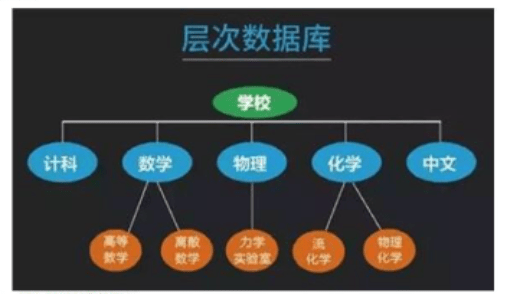 层次数据库
学校
计科
数学
物理
化学
中文
高等
数学
离散
数学
力学
实验室
流
化学
物理
化学